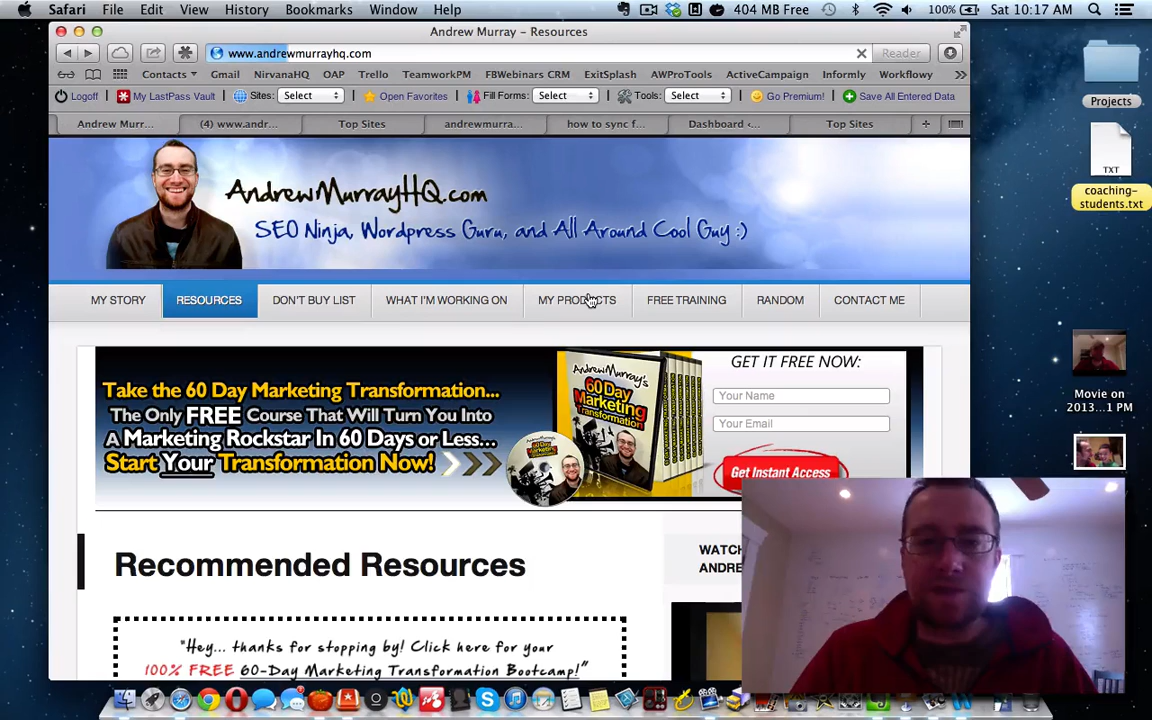 Safari File Edit View History Bookmarks Window Help 404 MB Free 100% Sat 10:17 AM
Andrew Murray – Resources
www.andrewmurrayhq.com Reader
Contacts Gmail NirvanaHQ OAP Trello TeamworkPM FBWebinars CRM ExitSplash AWProTools ActiveCampaign Informly Workflowy
Logoff My LastPass Vault Sites: Select Open Favorites Fill Forms: Select Tools: Select Go Premium! Save All Entered Data
Andrew Murr... (4) www.andr... Top Sites andrewmurra... how to sync f... Dashboard ‹... Top Sites
AndrewMurrayHQ.com
SEO Ninja, Wordpress Guru, and All Around Cool Guy :)
MY STORY RESOURCES DON'T BUY LIST WHAT I'M WORKING ON MY PRODUCTS FREE TRAINING RANDOM CONTACT ME
Take the 60 Day Marketing Transformation...
The Only FREE Course That Will Turn You Into
A Marketing Rockstar In 60 Days or Less...
Start Your Transformation Now!
Andrew Murray's
60 Day
Marketing
Transformation
GET IT FREE NOW:
Your Name
Your Email
Get Instant Access
Recommended Resources
WATCH
ANDRE
"Hey... thanks for stopping by! Click here for your
100% FREE 60-Day Marketing Transformation Bootcamp!"
Projects
TXT
coaching-
students.txt
Movie on
2013...1 PM